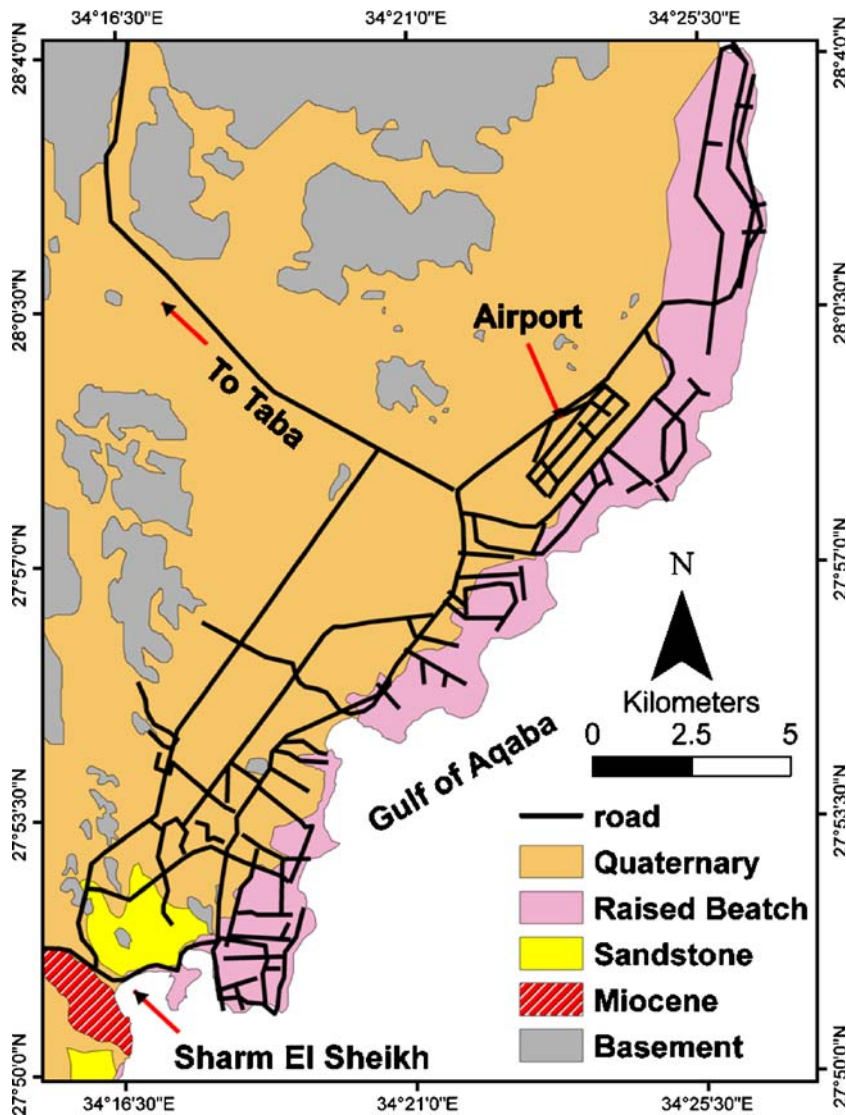 34°16'30"E
34°21'0"E
34°25'30"E
28°4'0"N
28°4'0"N
28°0'30"N
28°0'30"N
Airport
To Taba
27°57'0"N
27°57'0"N
N
Kilometers
0 2.5 5
Gulf of Aqaba
27°53'30"N
27°53'30"N
road
Quaternary
Raised Beatch
Sandstone
Miocene
Basement
Sharm El Sheikh
27°50'0"N
27°50'0"N
34°16'30"E
34°21'0"E
34°25'30"E